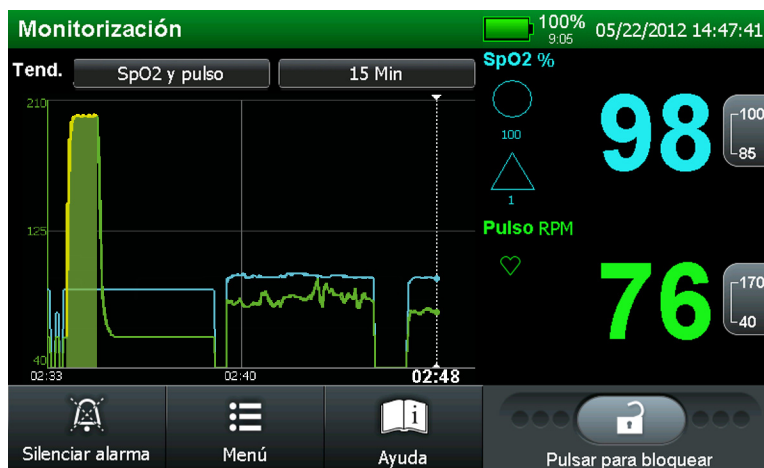 Monitorización
100%
9:05
05/22/2012 14:47:41
Tend.
SpO2 y pulso
15 Min
210
125
40
02:33
02:40
02:48
SpO2 %
100
1
98
100
85
Pulso RPM
76
170
40
Silenciar alarma
Menú
i
Ayuda
Pulsar para bloquear